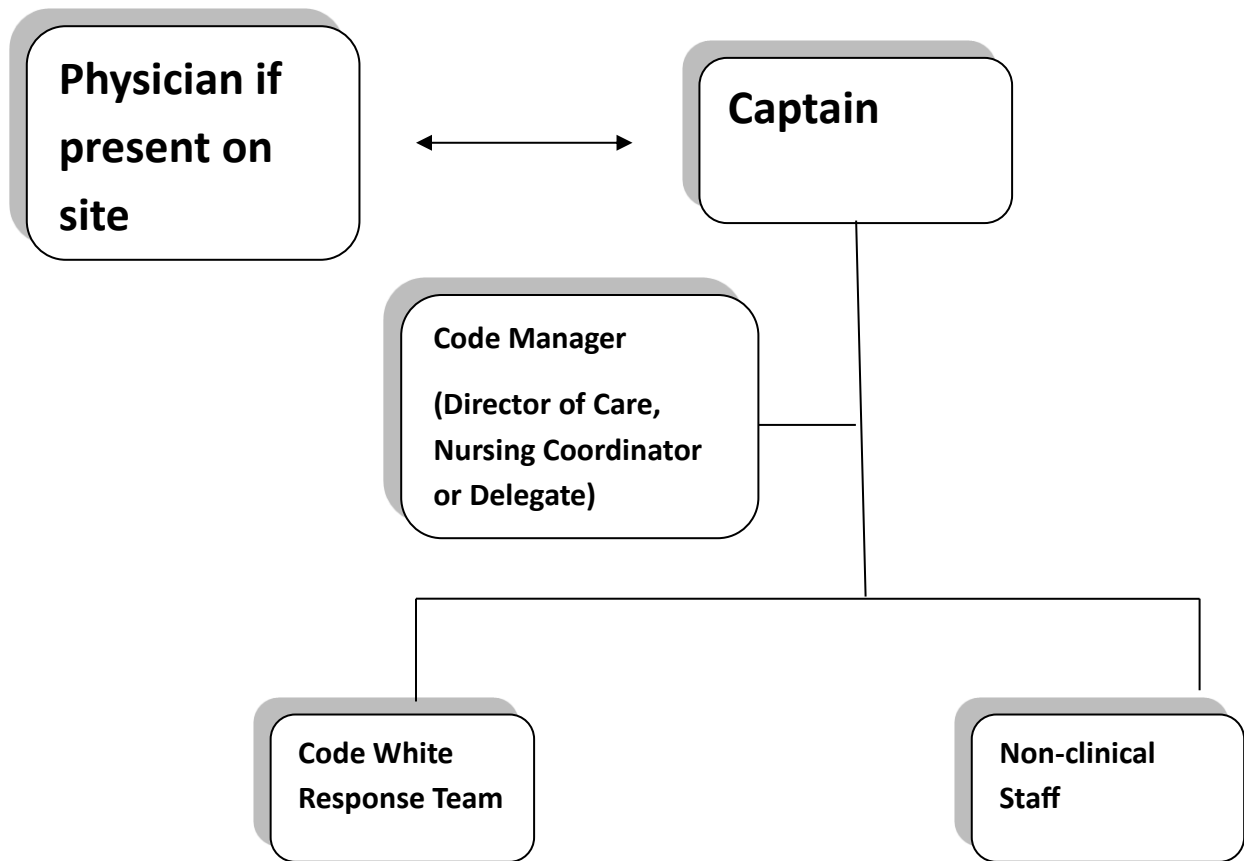 Physician if
present on
site
Captain
Code Manager
(Director of Care,
Nursing Coordinator
or Delegate)
Code White
Response Team
Non-clinical
Staff